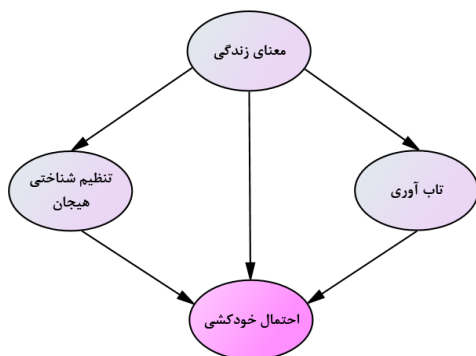 معنای زندگی
تنظیم شناختی
هیجان
تاب آوری
احتمال خودکشی